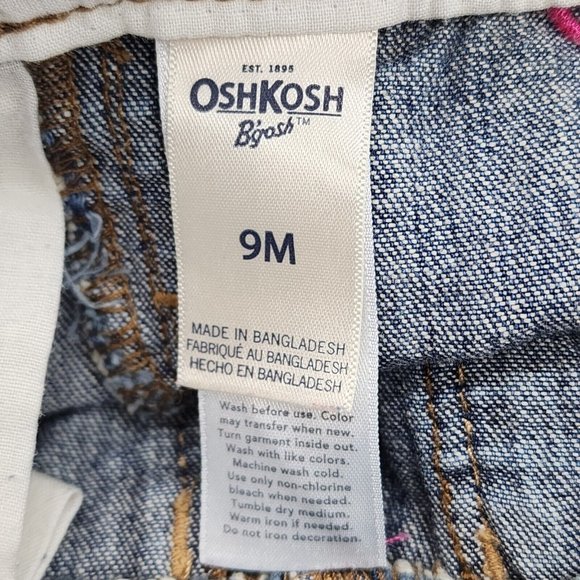 EST. 1895
OSHKOSH
B'gosh™
9M
MADE IN BANGLADESH
FABRIQUÉ AU BANGLADESH
HECHO EN BANGLADESH
Wash before use. Color
may transfer when new.
Turn garment inside out.
Wash with like colors.
Machine wash cold.
Use only non-chlorine
bleach when needed.
Tumble dry medium.
Warm iron if needed.
Do not iron decoration.